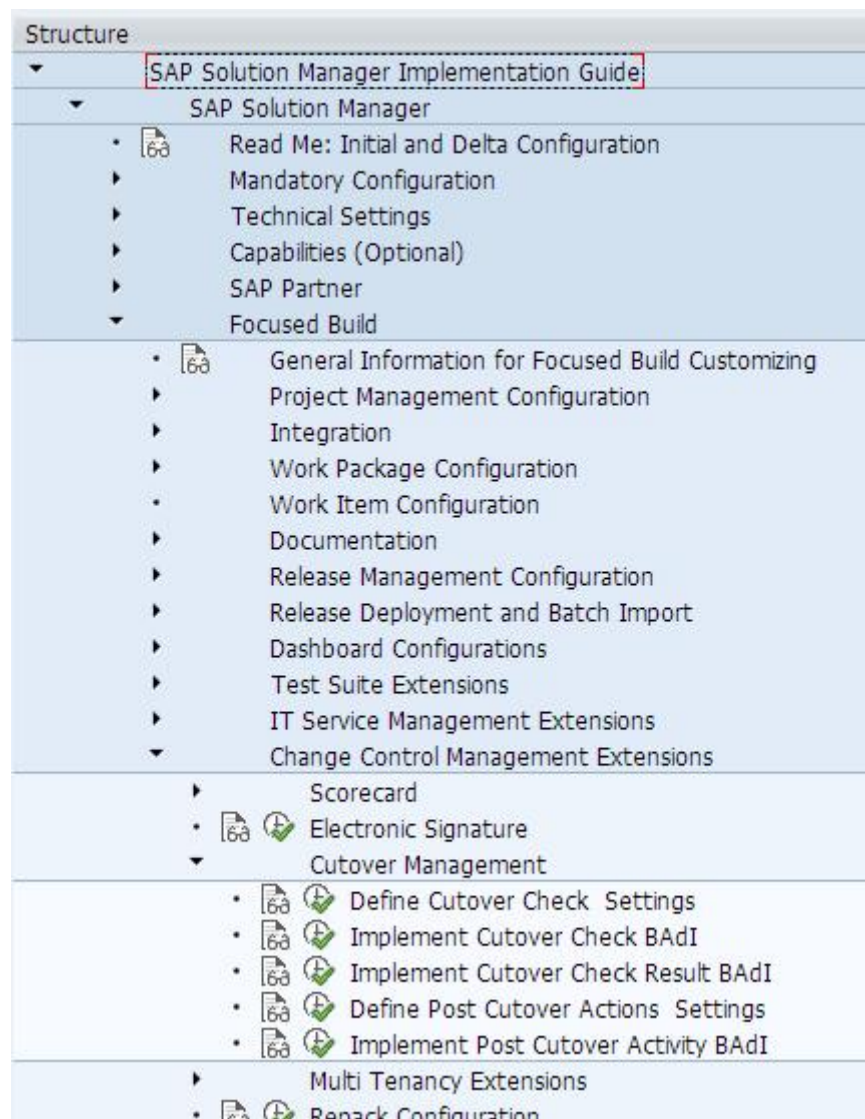 Structure
SAP Solution Manager Implementation Guide
SAP Solution Manager
Read Me: Initial and Delta Configuration
Mandatory Configuration
Technical Settings
Capabilities (Optional)
SAP Partner
Focused Build
General Information for Focused Build Customizing
Project Management Configuration
Integration
Work Package Configuration
Work Item Configuration
Documentation
Release Management Configuration
Release Deployment and Batch Import
Dashboard Configurations
Test Suite Extensions
IT Service Management Extensions
Change Control Management Extensions
Scorecard
Electronic Signature
Cutover Management
Define Cutover Check  Settings
Implement Cutover Check BAdI
Implement Cutover Check Result BAdI
Define Post Cutover Actions  Settings
Implement Post Cutover Activity BAdI
Multi Tenancy Extensions
Repack Configuration